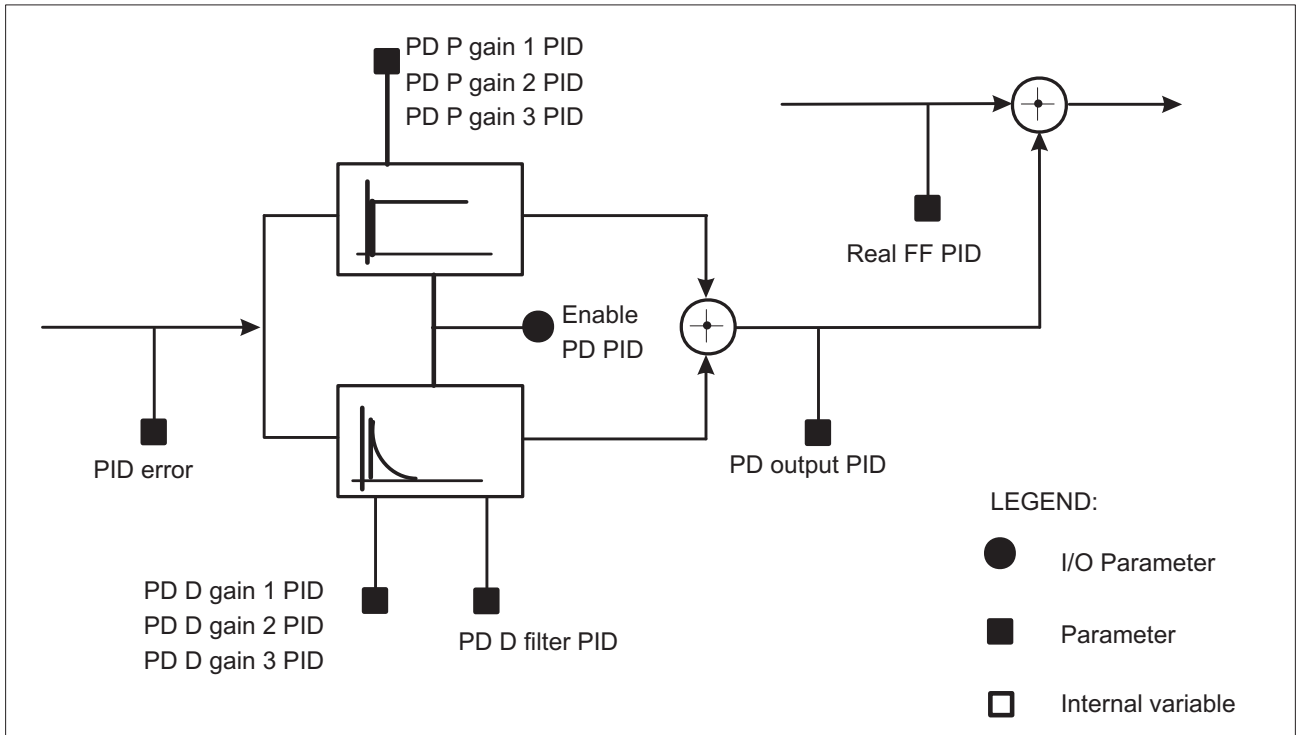 PD P gain 1 PID
PD P gain 2 PID
PD P gain 3 PID
Real FF PID
Enable
PD PID
PID error
PD output PID
PD D gain 1 PID
PD D gain 2 PID
PD D gain 3 PID
PD D filter PID
LEGEND:
I/O Parameter
Parameter
Internal variable